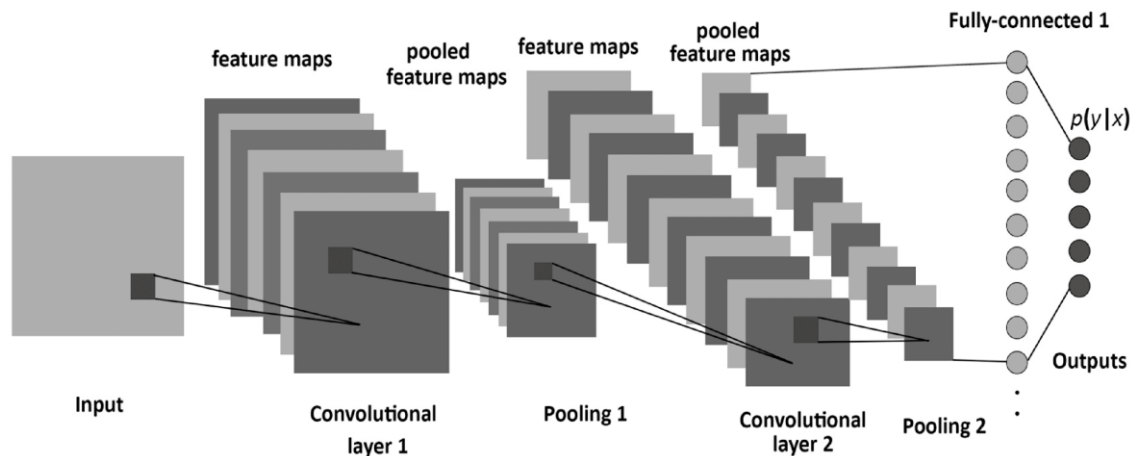 Fully-connected 1
feature maps
pooled
feature maps
feature maps
pooled
feature maps
p(y|x)
Input
Convolutional
layer 1
Pooling 1
Convolutional
layer 2
Pooling 2
Outputs